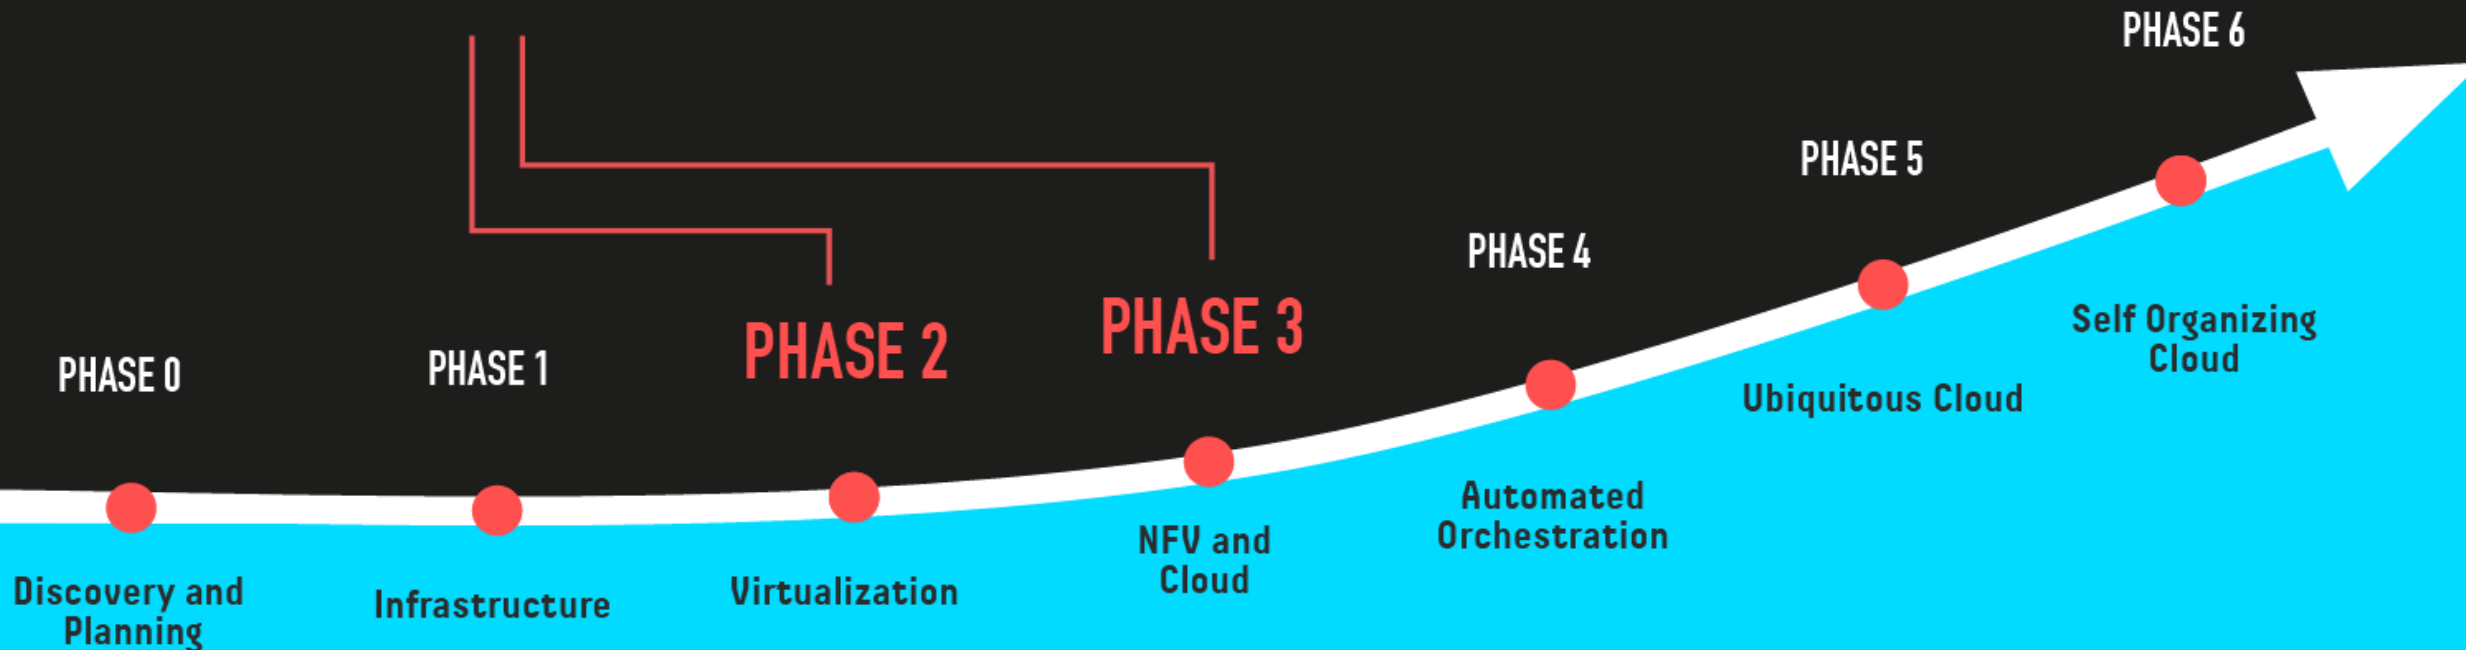 PHASE 0
PHASE 1
PHASE 2
PHASE 3
PHASE 4
PHASE 5
PHASE 6
Discovery and
Planning
Infrastructure
Virtualization
NFV and
Cloud
Automated
Orchestration
Ubiquitous Cloud
Self Organizing
Cloud